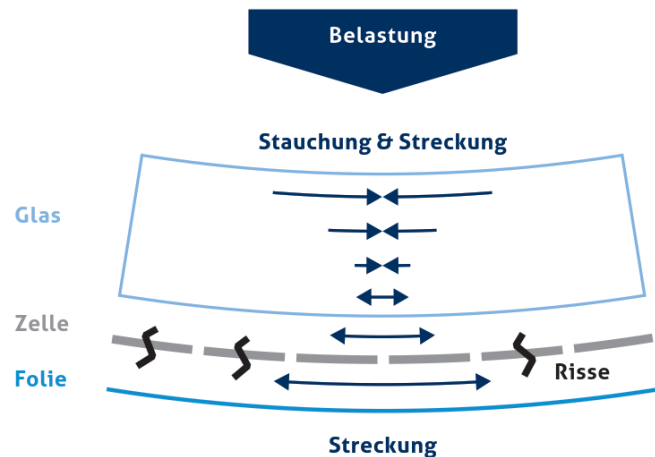 Belastung
Stauchung & Streckung
Glas
Zelle
Folie
Risse
Streckung